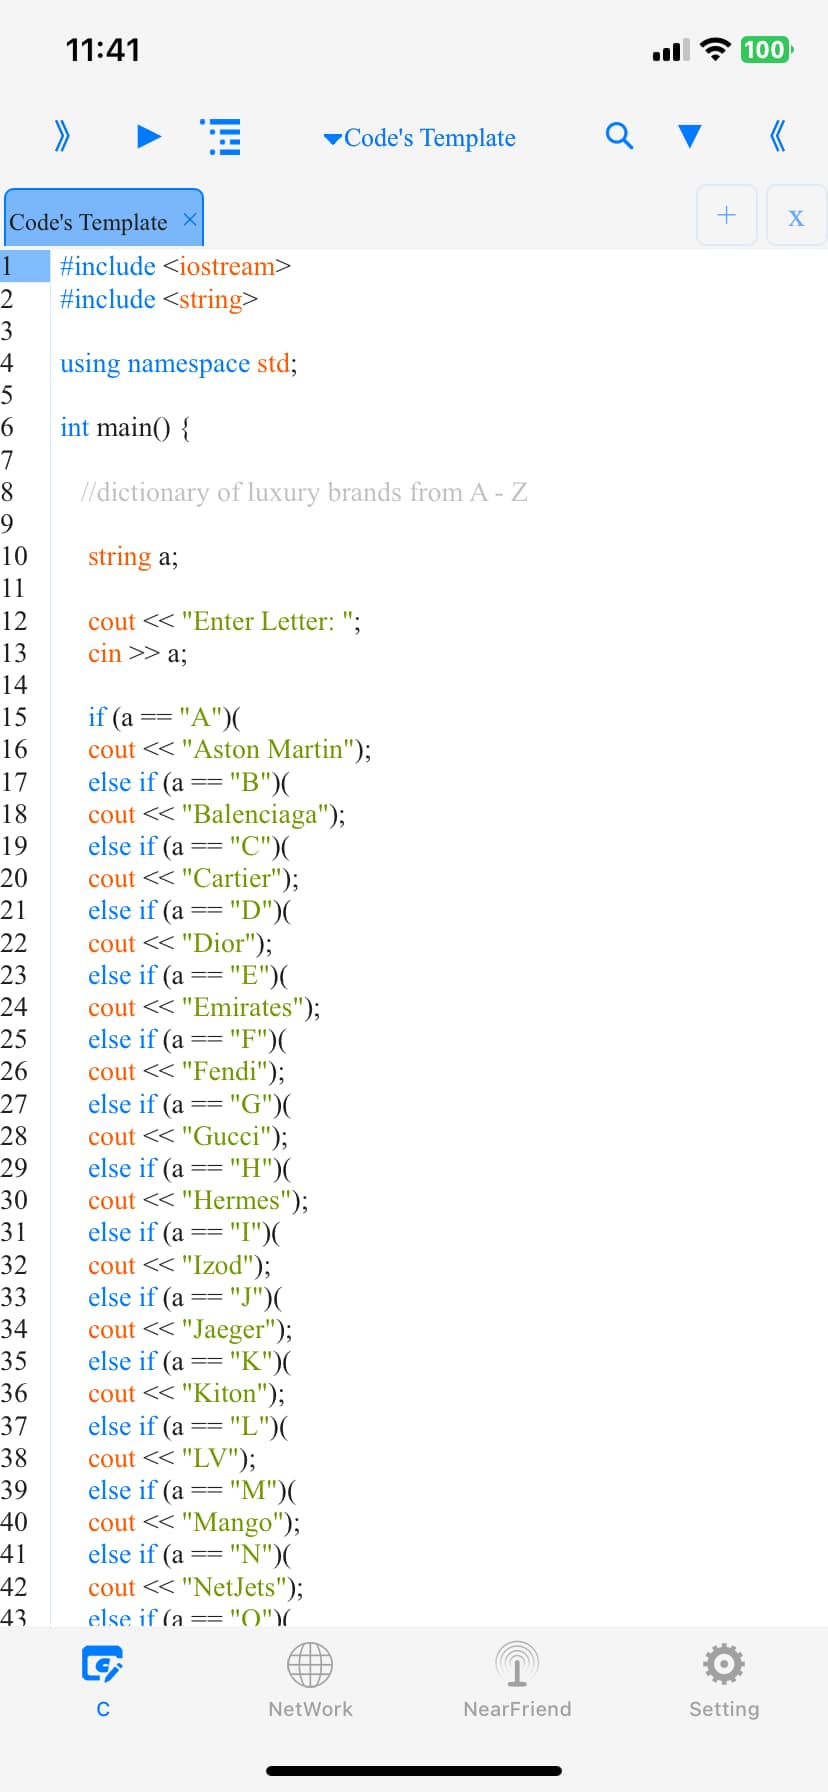 11:41
100
Code's Template
Code's Template ×
+ x
1 #include <iostream>
2 #include <string>
3
4 using namespace std;
5
6 int main() {
7
8 //dictionary of luxury brands from A - Z
9
10 string a;
11
12 cout << "Enter Letter: ";
13 cin >> a;
14
15 if (a == "A")(
16 cout << "Aston Martin");
17 else if (a == "B")(
18 cout << "Balenciaga");
19 else if (a == "C")(
20 cout << "Cartier");
21 else if (a == "D")(
22 cout << "Dior");
23 else if (a == "E")(
24 cout << "Emirates");
25 else if (a == "F")(
26 cout << "Fendi");
27 else if (a == "G")(
28 cout << "Gucci");
29 else if (a == "H")(
30 cout << "Hermes");
31 else if (a == "I")(
32 cout << "Izod");
33 else if (a == "J")(
34 cout << "Jaeger");
35 else if (a == "K")(
36 cout << "Kiton");
37 else if (a == "L")(
38 cout << "LV");
39 else if (a == "M")(
40 cout << "Mango");
41 else if (a == "N")(
42 cout << "NetJets");
43 else if (a == "O")(
C NetWork NearFriend Setting